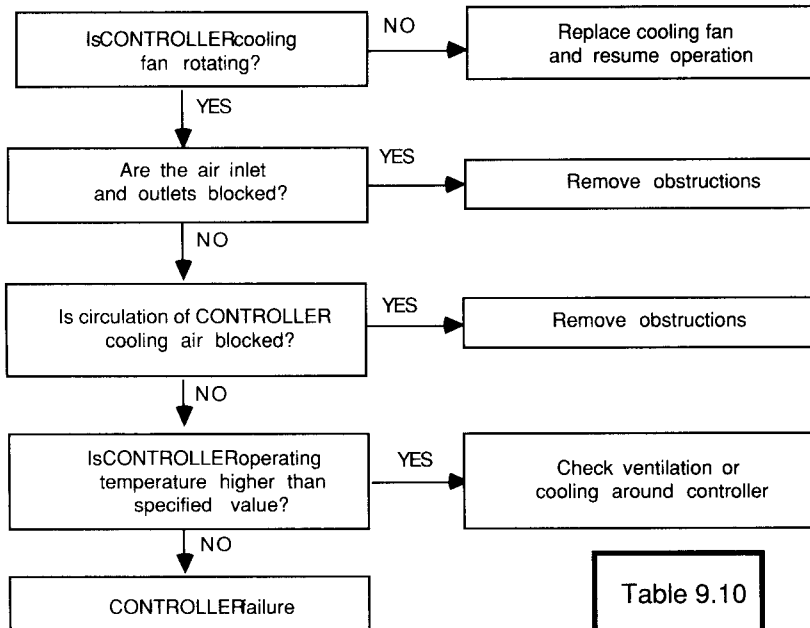 IsCONTROLLERcooling
fan rotating?
NO
Replace cooling fan
and resume operation
YES
Are the air inlet
and outlets blocked?
YES
Remove obstructions
NO
Is circulation of CONTROLLER
cooling air blocked?
YES
Remove obstructions
NO
IsCONTROLLERoperating
temperature higher than
specified value?
YES
Check ventilation or
cooling around controller
NO
CONTROLLERfailure
Table 9.10